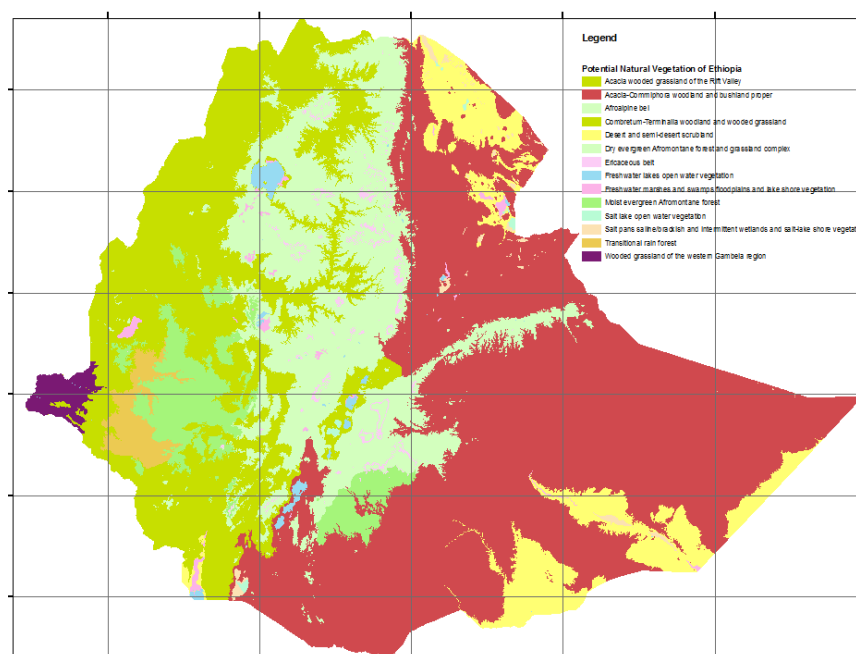 Legend
Potential Natural Vegetation of Ethiopia
Acacia wooded grassland of the Rift Valley
Acacia-Commiphora woodland and bushland proper
Afroalpine belt
Combretum-Terminalia woodland and wooded grassland
Desert and semi-desert scrubland
Dry evergreen Afromontane forest and grassland complex
Ericaceous belt
Freshwater lakes open water vegetation
Freshwater marshes and swamps floodplains and lake shore vegetation
Moist evergreen Afromontane forest
Salt lake open water vegetation
Salt pans saline/brackish and intermittent wetlands and salt-lake shore vegetat
Transitional rain forest
Wooded grassland of the western Gambela region